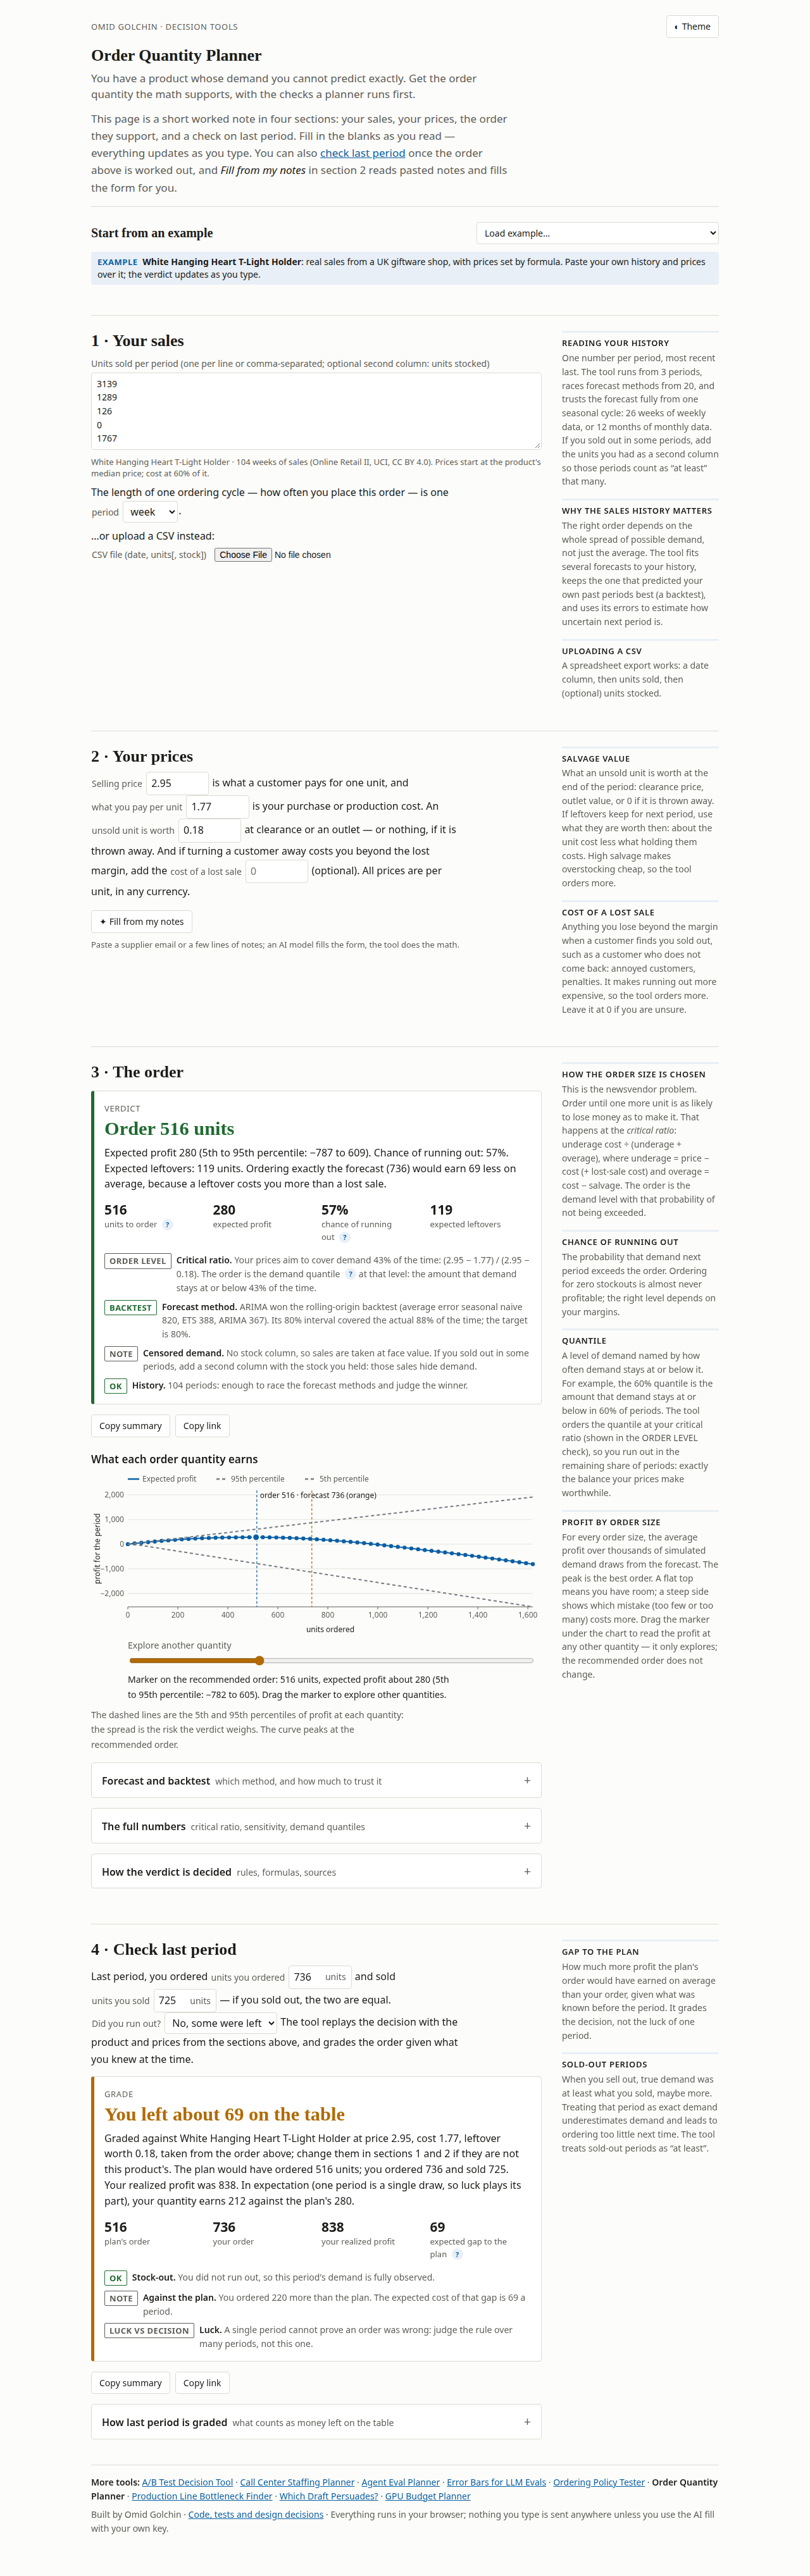 OMID GOLCHIN · DECISION TOOLS
Theme
Order Quantity Planner
You have a product whose demand you cannot predict exactly. Get the order
quantity the math supports, with the checks a planner runs first.
This page is a short worked note in four sections: your sales, your prices, the order
they support, and a check on last period. Fill in the blanks as you read —
everything updates as you type. You can also check last period once the order
above is worked out, and Fill from my notes in section 2 reads pasted notes and fills
the form for you.
Start from an example
Load example...
EXAMPLE White Hanging Heart T-Light Holder: real sales from a UK giftware shop, with prices set by formula. Paste your own history and prices
over it; the verdict updates as you type.
1 · Your sales
Units sold per period (one per line or comma-separated; optional second column: units stocked)
3139
1289
126
0
1767
White Hanging Heart T-Light Holder · 104 weeks of sales (Online Retail II, UCI, CC BY 4.0). Prices start at the product's
median price; cost at 60% of it.
The length of one ordering cycle — how often you place this order — is one
period week .
...or upload a CSV instead:
CSV file (date, units[, stock]) Choose File No file chosen
READING YOUR HISTORY
One number per period, most recent
last. The tool runs from 3 periods,
races forecast methods from 20, and
trusts the forecast fully from one
seasonal cycle: 26 weeks of weekly
data, or 12 months of monthly data.
If you sold out in some periods, add
the units you had as a second column
so those periods count as “at least”
that many.
WHY THE SALES HISTORY MATTERS
The right order depends on the
whole spread of possible demand,
not just the average. The tool fits
several forecasts to your history,
keeps the one that predicted your
own past periods best (a backtest),
and uses its errors to estimate how
uncertain next period is.
UPLOADING A CSV
A spreadsheet export works: a date
column, then units sold, then
(optional) units stocked.
2 · Your prices
Selling price 2.95 is what a customer pays for one unit, and
what you pay per unit 1.77 is your purchase or production cost. An
unsold unit is worth 0.18 at clearance or an outlet — or nothing, if it is
thrown away. And if turning a customer away costs you beyond the lost
margin, add the cost of a lost sale 0 (optional). All prices are per
unit, in any currency.
✦ Fill from my notes
Paste a supplier email or a few lines of notes; an AI model fills the form, the tool does the math.
SALVAGE VALUE
What an unsold unit is worth at the
end of the period: clearance price,
outlet value, or 0 if it is thrown away.
If leftovers keep for next period, use
what they are worth then: about the
unit cost less what holding them
costs. High salvage makes
overstocking cheap, so the tool
orders more.
COST OF A LOST SALE
Anything you lose beyond the margin
when a customer finds you sold out,
such as a customer who does not
come back: annoyed customers,
penalties. It makes running out more
expensive, so the tool orders more.
Leave it at 0 if you are unsure.
3 · The order
VERDICT
Order 516 units
Expected profit 280 (5th to 95th percentile: −787 to 609). Chance of running out: 57%.
Expected leftovers: 119 units. Ordering exactly the forecast (736) would earn 69 less on
average, because a leftover costs you more than a lost sale.
516 280 57% 119
units to order ? expected profit chance of running out ? expected leftovers
ORDER LEVEL Critical ratio. Your prices aim to cover demand 43% of the time: (2.95 − 1.77) / (2.95 −
0.18). The order is the demand quantile ? at that level: the amount that demand
stays at or below 43% of the time.
BACKTEST Forecast method. ARIMA won the rolling-origin backtest (average error seasonal naive
820, ETS 388, ARIMA 367). Its 80% interval covered the actual 88% of the time; the target
is 80%.
NOTE Censored demand. No stock column, so sales are taken at face value. If you sold out in some
periods, add a second column with the stock you held: those sales hide demand.
OK History. 104 periods: enough to race the forecast methods and judge the winner.
Copy summary Copy link
What each order quantity earns
Expected profit 95th percentile 5th percentile
order 516 · forecast 736 (orange)
profit for the period
2,000
1,000
0
−1,000
−2,000
0 200 400 600 800 1,000 1,200 1,400 1,600
units ordered
Explore another quantity
Marker on the recommended order: 516 units, expected profit about 280 (5th
to 95th percentile: −782 to 605). Drag the marker to explore other quantities.
The dashed lines are the 5th and 95th percentiles of profit at each quantity:
the spread is the risk the verdict weighs. The curve peaks at the
recommended order.
Forecast and backtest which method, and how much to trust it +
The full numbers critical ratio, sensitivity, demand quantiles +
How the verdict is decided rules, formulas, sources +
HOW THE ORDER SIZE IS CHOSEN
This is the newsvendor problem.
Order until one more unit is as likely
to lose money as to make it. That
happens at the critical ratio:
underage cost ÷ (underage +
overage), where underage = price −
cost (+ lost-sale cost) and overage =
cost − salvage. The order is the
demand level with that probability of
not being exceeded.
CHANCE OF RUNNING OUT
The probability that demand next
period exceeds the order. Ordering
for zero stockouts is almost never
profitable; the right level depends on
your margins.
QUANTILE
A level of demand named by how
often demand stays at or below it.
For example, the 60% quantile is the
amount that demand stays at or
below in 60% of periods. The tool
orders the quantile at your critical
ratio (shown in the ORDER LEVEL
check), so you run out in the
remaining share of periods: exactly
the balance your prices make
worthwhile.
PROFIT BY ORDER SIZE
For every order size, the average
profit over thousands of simulated
demand draws from the forecast. The
peak is the best order. A flat top
means you have room; a steep side
shows which mistake (too few or too
many) costs more. Drag the marker
under the chart to read the profit at
any other quantity — it only explores;
the recommended order does not
change.
4 · Check last period
Last period, you ordered units you ordered 736 units and sold
units you sold 725 units — if you sold out, the two are equal.
Did you run out? No, some were left The tool replays the decision with the
product and prices from the sections above, and grades the order given what
you knew at the time.
GRADE
You left about 69 on the table
Graded against White Hanging Heart T-Light Holder at price 2.95, cost 1.77, leftover
worth 0.18, taken from the order above; change them in sections 1 and 2 if they are not
this product's. The plan would have ordered 516 units; you ordered 736 and sold 725.
Your realized profit was 838. In expectation (one period is a single draw, so luck plays its
part), your quantity earns 212 against the plan's 280.
516 736 838 69
plan's order your order your realized profit expected gap to the plan ?
OK Stock-out. You did not run out, so this period's demand is fully observed.
NOTE Against the plan. You ordered 220 more than the plan. The expected cost of that gap is 69 a
period.
LUCK VS DECISION Luck. A single period cannot prove an order was wrong: judge the rule over
many periods, not this one.
Copy summary Copy link
How last period is graded what counts as money left on the table +
GAP TO THE PLAN
How much more profit the plan's
order would have earned on average
than your order, given what was
known before the period. It grades
the decision, not the luck of one
period.
SOLD-OUT PERIODS
When you sell out, true demand was
at least what you sold, maybe more.
Treating that period as exact demand
underestimates demand and leads to
ordering too little next time. The tool
treats sold-out periods as “at least”.
More tools: A/B Test Decision Tool · Call Center Staffing Planner · Agent Eval Planner · Error Bars for LLM Evals · Ordering Policy Tester · Order Quantity
Planner · Production Line Bottleneck Finder · Which Draft Persuades? · GPU Budget Planner
Built by Omid Golchin · Code, tests and design decisions · Everything runs in your browser; nothing you type is sent anywhere unless you use the AI fill
with your own key.